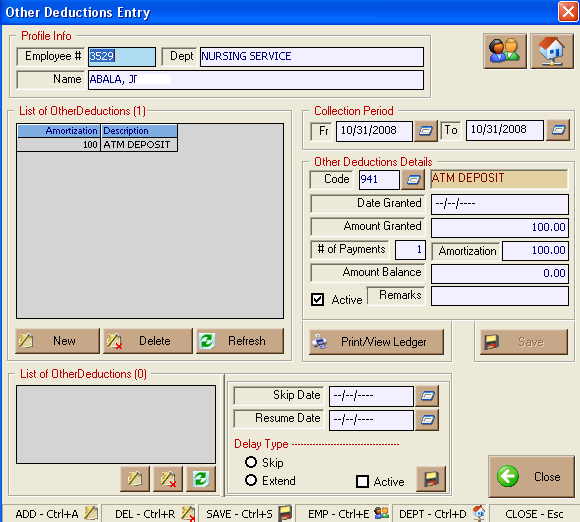 Other Deductions Entry
Profile Info
Employee # 3529 Dept NURSING SERVICE
Name ABALA,
List of OtherDeductions (1)
Amortization Description
100 ATM DEPOSIT
New Delete Refresh
Collection Period
Fr 10/31/2008 To 10/31/2008
Other Deductions Details
Code 941 ATM DEPOSIT
Date Granted --/--/----
Amount Granted 100.00
# of Payments 1 Amortization 100.00
Amount Balance 0.00
Active Remarks
Print/View Ledger Save
List of OtherDeductions (0)
Skip Date --/--/----
Resume Date --/--/----
Delay Type
Skip
Extend Active
Close
ADD - Ctrl+A DEL - Ctrl+R SAVE - Ctrl+S EMP - Ctrl+E DEPT - Ctrl+D CLOSE - Esc